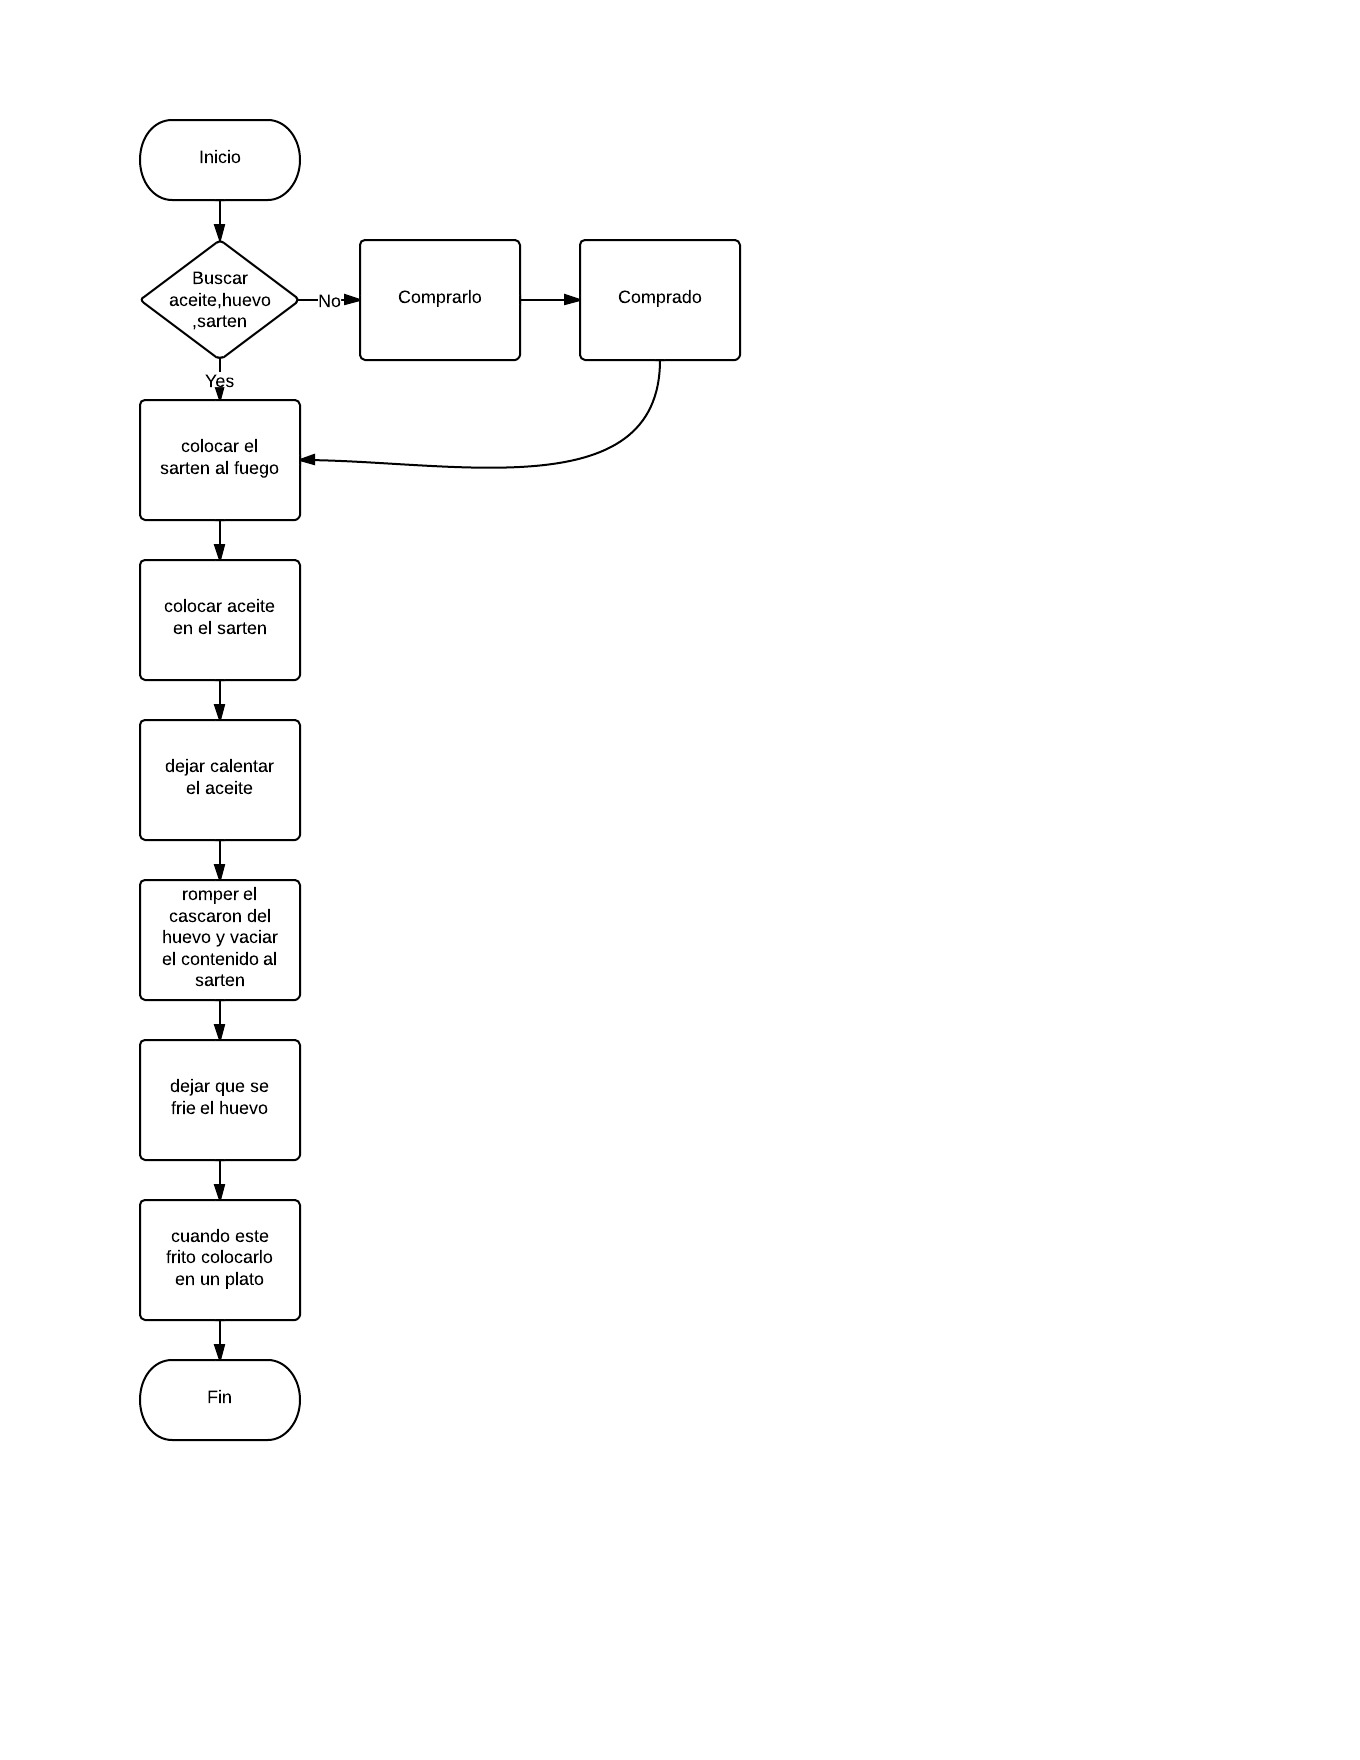 Inicio
Buscar
aceite,huevo
,sarten
No
Comprarlo
Comprado
Yes
colocar el
sarten al fuego
colocar aceite
en el sarten
dejar calentar
el aceite
romper el
cascaron del
huevo y vaciar
el contenido al
sarten
dejar que se
frie el huevo
cuando este
frito colocarlo
en un plato
Fin